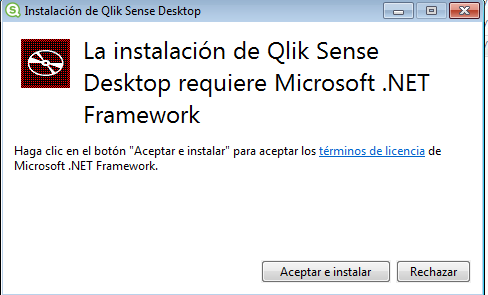 Instalación de Qlik Sense Desktop
La instalación de Qlik Sense
Desktop requiere Microsoft .NET
Framework
Haga clic en el botón "Aceptar e instalar" para aceptar los términos de licencia de
Microsoft .NET Framework.
Aceptar e instalar Rechazar